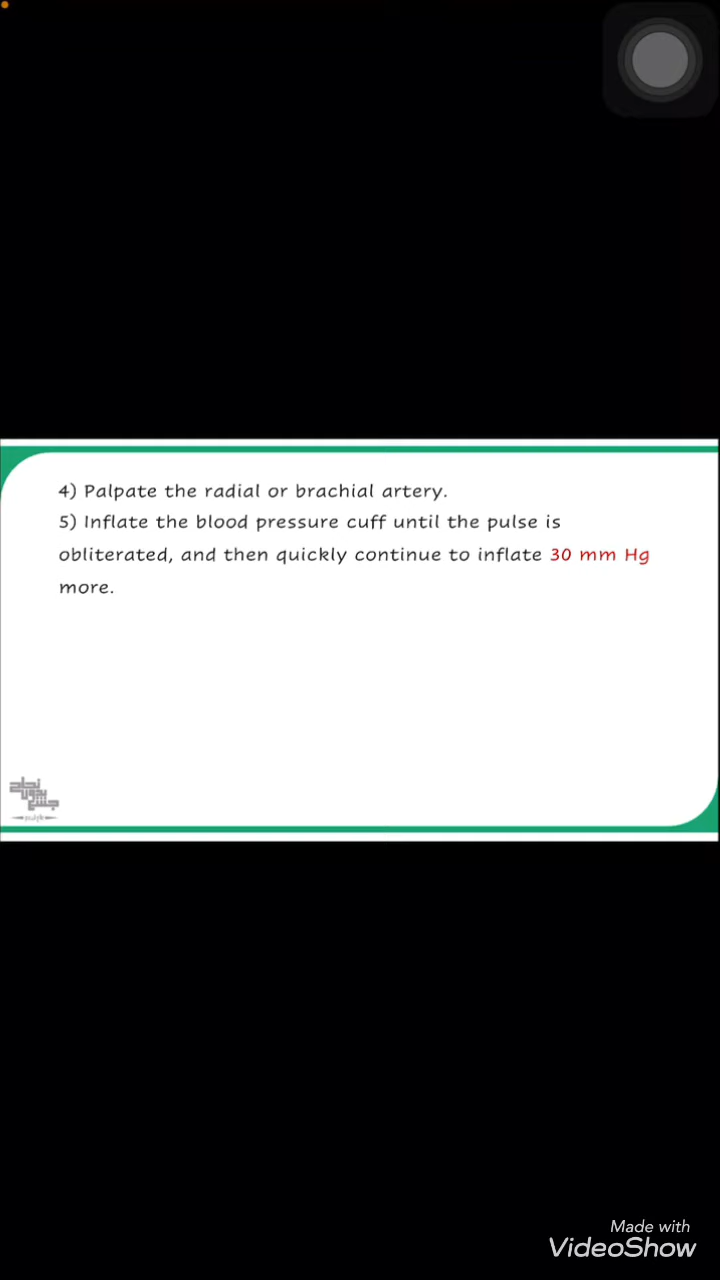 4) Palpate the radial or brachial artery.
5) Inflate the blood pressure cuff until the pulse is
obliterated, and then quickly continue to inflate 30 mm Hg
more.
Made with
VideoShow